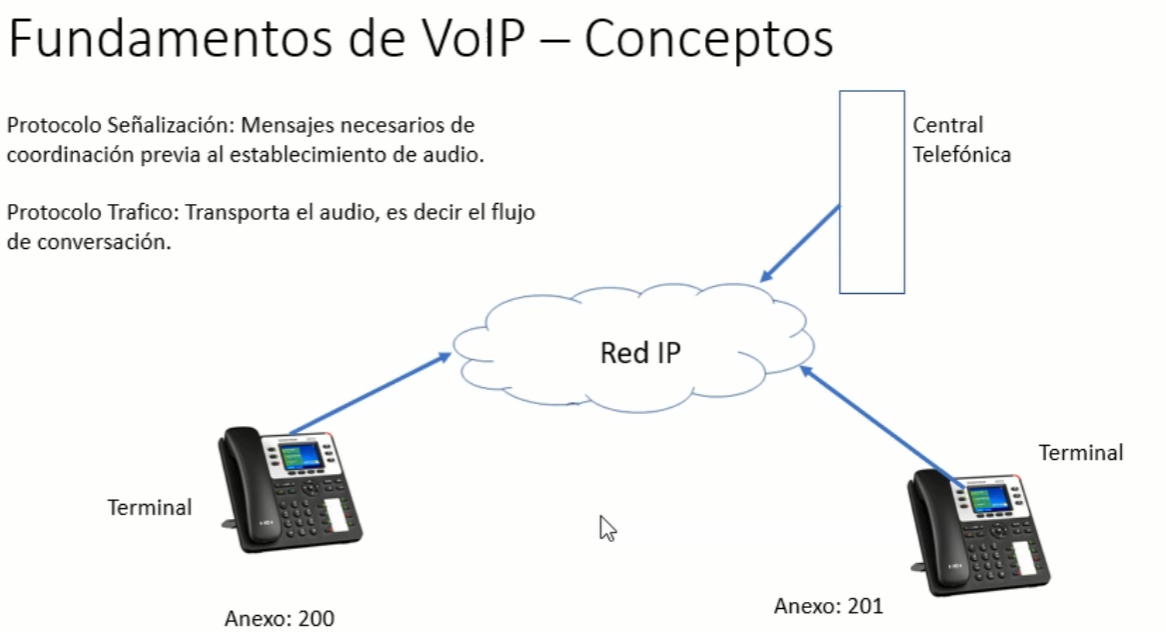 Fundamentos de VoIP – Conceptos
Protocolo Señalización: Mensajes necesarios de
coordinación previa al establecimiento de audio.
Protocolo Trafico: Transporta el audio, es decir el flujo
de conversación.
Central
Telefónica
Red IP
Terminal
Terminal
Anexo: 201
Anexo: 200